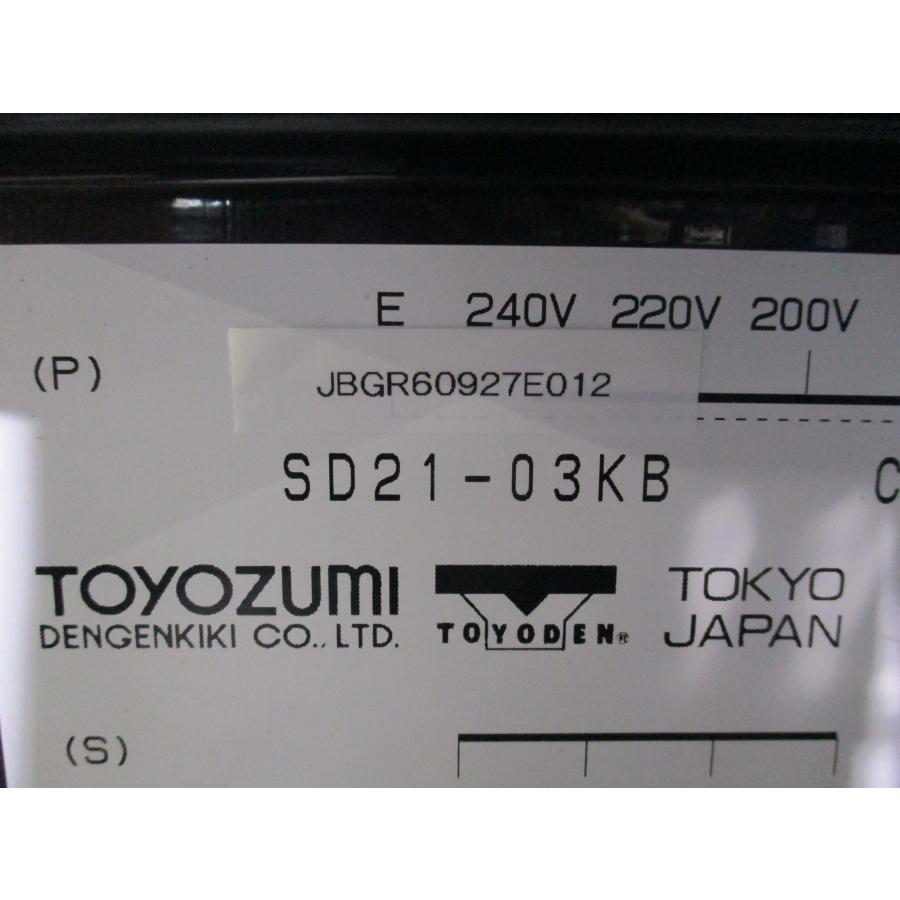 E 240V 220V 200V
(P)
JBGR60927E012
SD21-03KB C
TOYOZUMI
DENGENKIKI CO., LTD.
TOYODEN®
TOKYO
JAPAN
(S)